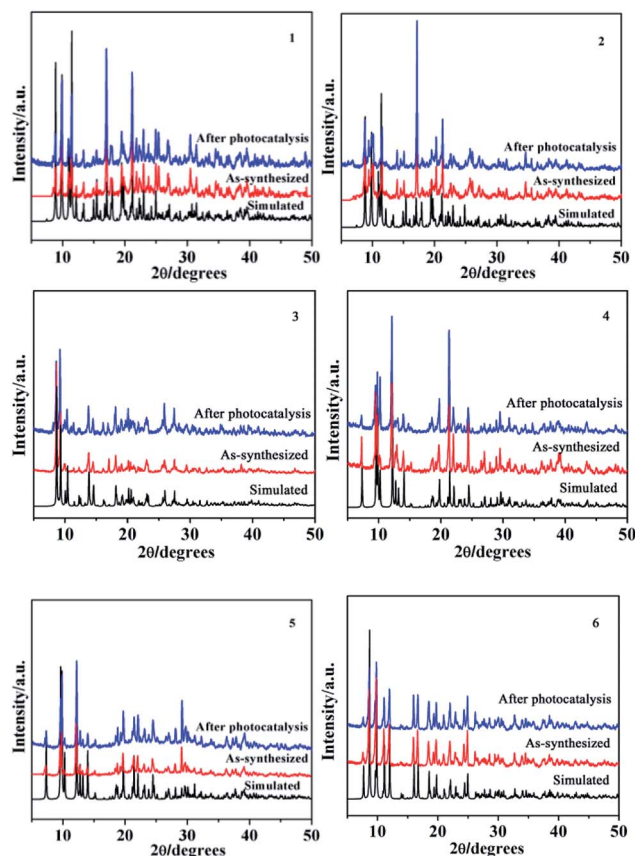 1
Intensity/a.u.
After photocatalysis
As-synthesized
Simulated
10 20 30 40 50
2θ/degrees
2
Intensity/a.u.
After photocatalysis
As-synthesized
Simulated
10 20 30 40 50
2θ/degrees
3
Intensity/a.u.
After photocatalysis
As-synthesized
Simulated
10 20 30 40 50
2θ/degrees
4
Intensity/a.u.
After photocatalysis
As-synthesized
Simulated
10 20 30 40 50
2θ/degrees
5
Intensity/a.u.
After photocatalysis
As-synthesized
Simulated
10 20 30 40 50
2θ/degrees
6
Intensity/a.u.
After photocatalysis
As-synthesized
Simulated
10 20 30 40 50
2θ/degrees